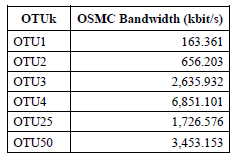 OTUk OSMC Bandwidth (kbit/s)
OTU1 163.361
OTU2 656.203
OTU3 2,635.932
OTU4 6,851.101
OTU25 1,726.576
OTU50 3,453.153